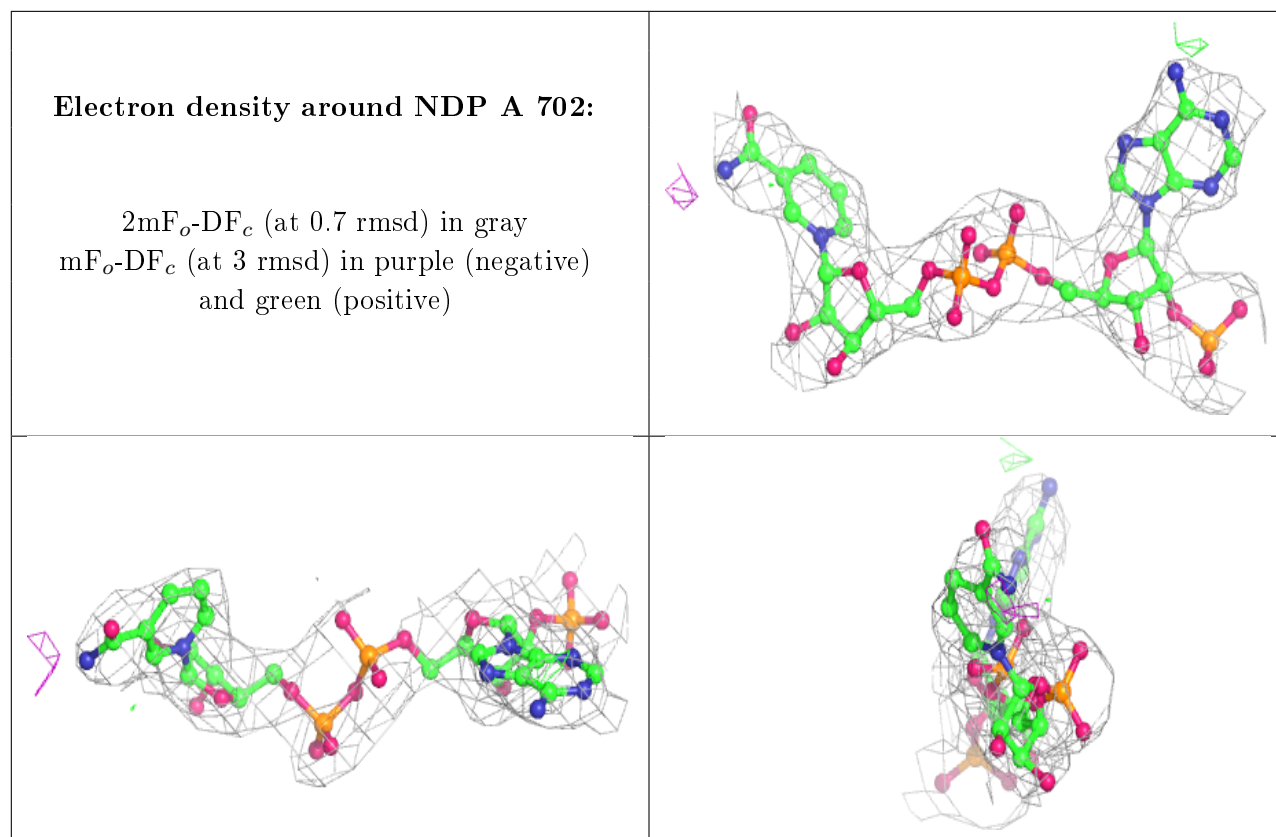 Electron density around NDP A 702:
2mFo-DFc (at 0.7 rmsd) in gray
mFo-DFc (at 3 rmsd) in purple (negative)
and green (positive)